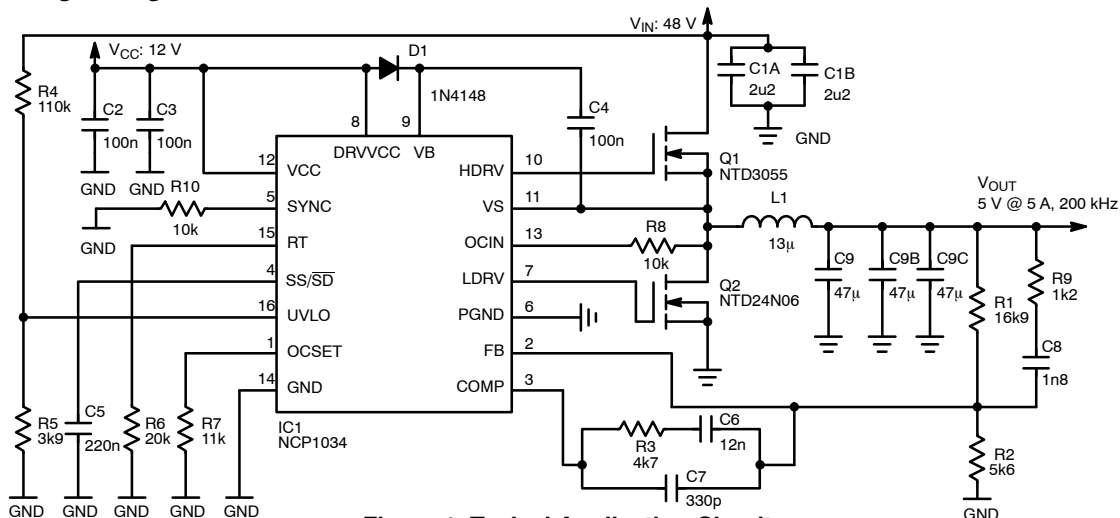 VIN: 48 V
VCC: 12 V
D1
1N4148
R4
110k
C2
100n
C3
100n
GND
GND
C4
100n
C1A
2u2
C1B
2u2
GND
8
9
DRVVCC
VB
12
VCC
5
SYNC
15
RT
4
SS/SD
16
UVLO
1
OCSET
14
GND
HDRV
10
VS
11
OCIN
13
LDRV
7
PGND
6
FB
2
COMP
3
IC1
NCP1034
R10
10k
GND
Q1
NTD3055
R8
10k
Q2
NTD24N06
L1
13μ
VOUT
5 V @ 5 A, 200 kHz
C9
47μ
C9B
47μ
C9C
47μ
R1
16k9
R9
1k2
C8
1n8
R2
5k6
GND
R5
3k9
C5
220n
R6
20k
R7
11k
GND
GND
GND
GND
GND
R3
4k7
C6
12n
C7
330p